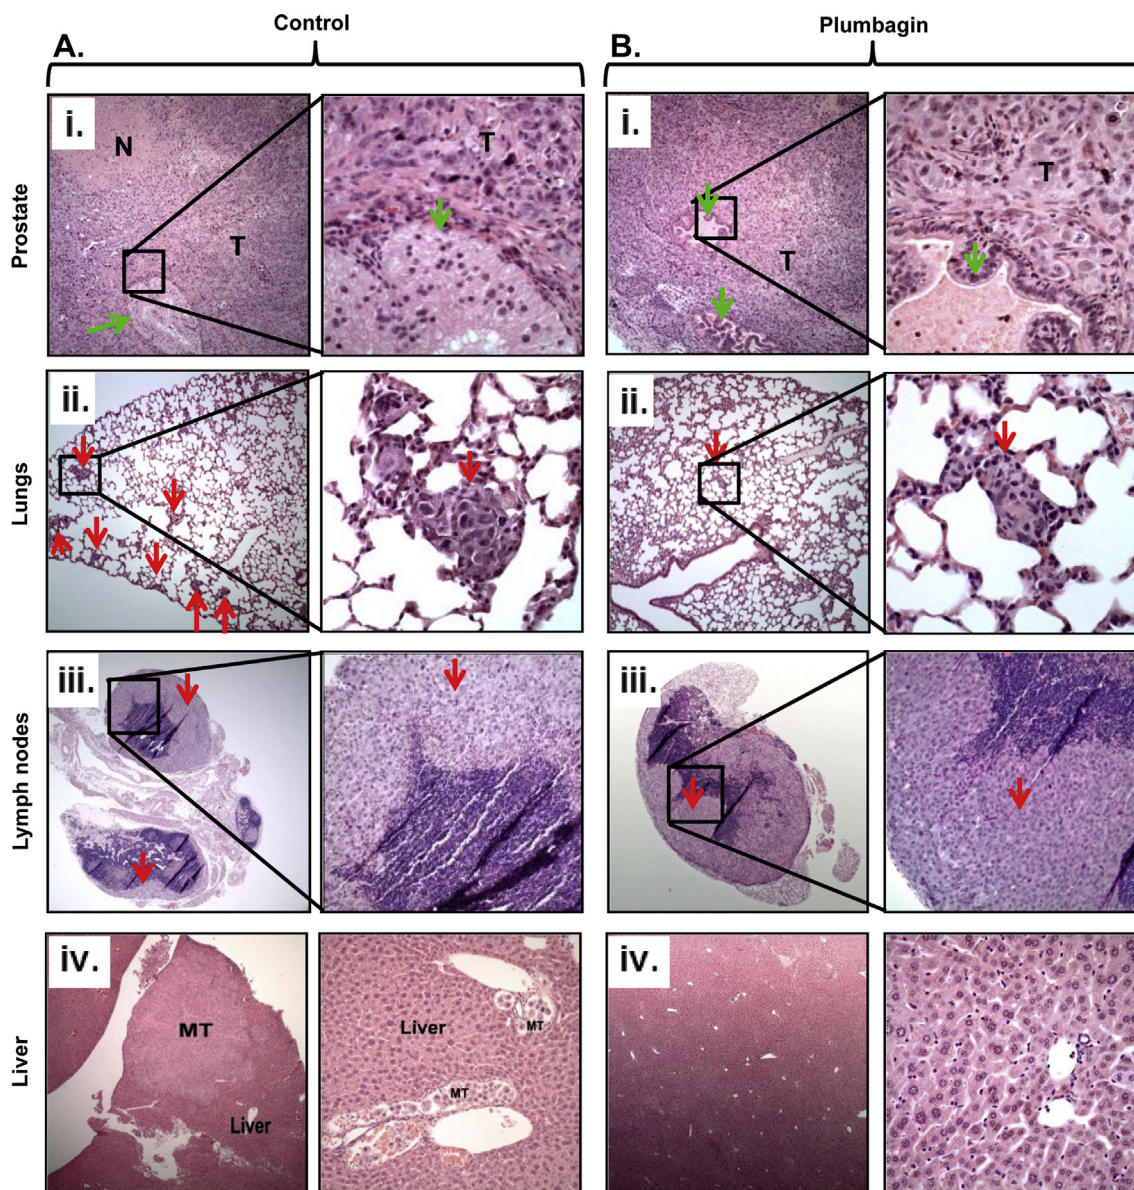 Control
Plumbagin
A.
B.
Prostate
i.
N
T
T
i.
T
T
Lungs
ii.
ii.
Lymph nodes
iii.
iii.
Liver
iv.
MT
Liver
Liver
MT
MT
iv.